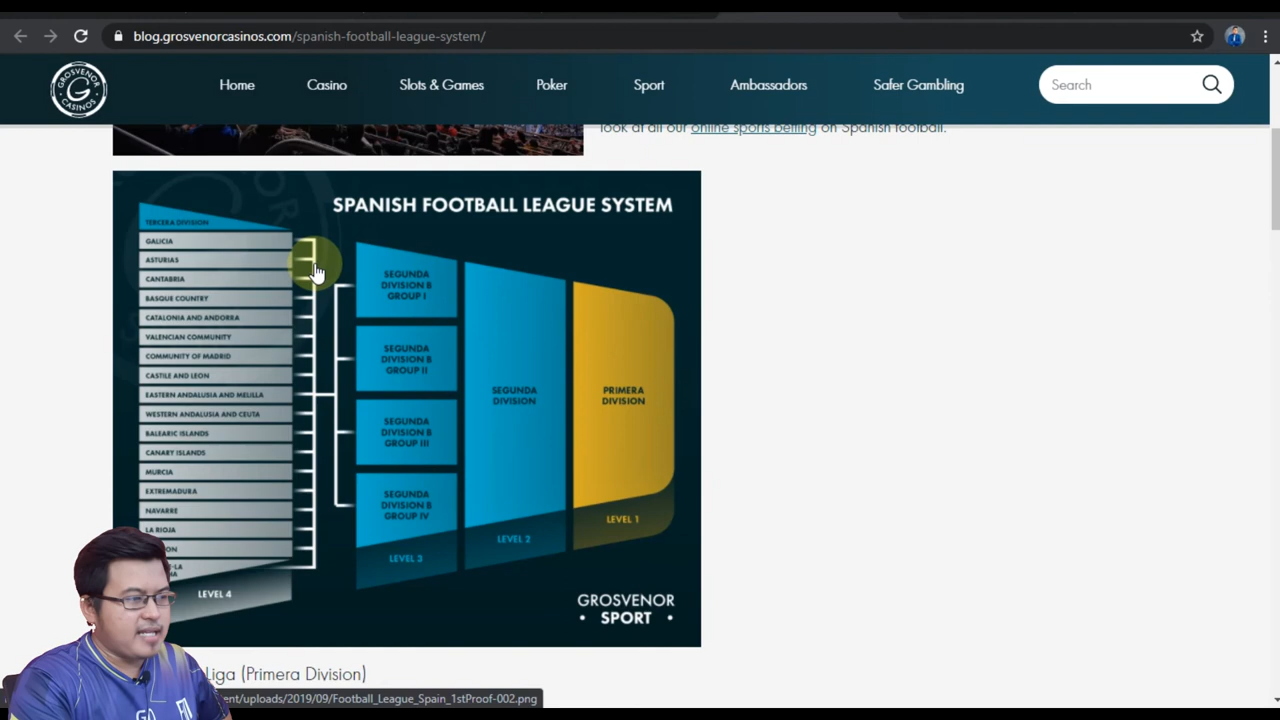 blog.grosvenorcasinos.com/spanish-football-league-system/
GROSVENOR
G
CASINOS
Home
Casino
Slots & Games
Poker
Sport
Ambassadors
Safer Gambling
Search
look at all our online sports betting on Spanish football.
SPANISH FOOTBALL LEAGUE SYSTEM
TERCERA DIVISION
GALICIA
ASTURIAS
CANTABRIA
BASQUE COUNTRY
CATALONIA AND ANDORRA
VALENCIAN COMMUNITY
COMMUNITY OF MADRID
CASTILE AND LEON
EASTERN ANDALUSIA AND MELILLA
WESTERN ANDALUSIA AND CEUTA
BALEARIC ISLANDS
CANARY ISLANDS
MURCIA
EXTREMADURA
NAVARRE
LA RIOJA
LEVEL 4
SEGUNDA
DIVISION B
GROUP I
SEGUNDA
DIVISION B
GROUP II
SEGUNDA
DIVISION B
GROUP III
SEGUNDA
DIVISION B
GROUP IV
LEVEL 3
SEGUNDA
DIVISION
LEVEL 2
PRIMERA
DIVISION
LEVEL 1
GROSVENOR
• SPORT •
Liga (Primera Division)
ent/uploads/2019/09/Football_League_Spain_1stProof-002.png